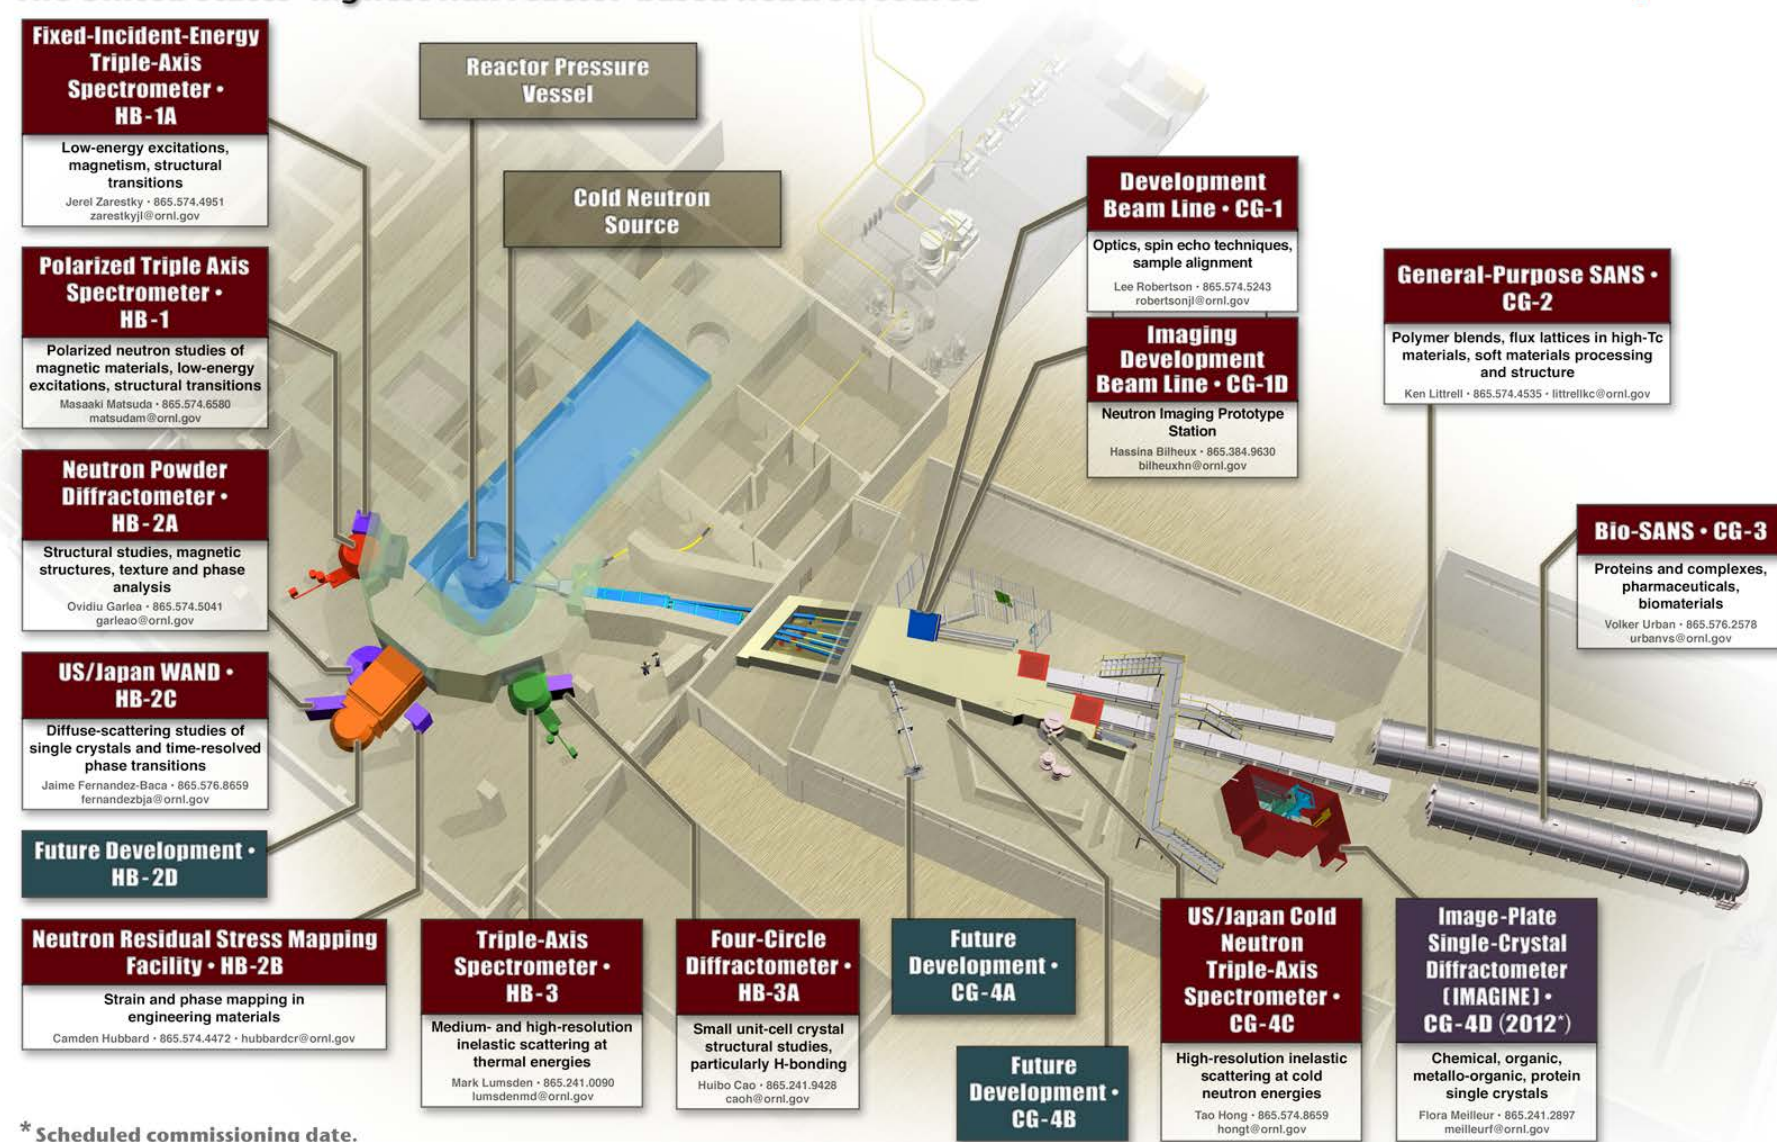 Fixed-Incident-Energy
Triple-Axis
Spectrometer •
HB-1A
Low-energy excitations,
magnetism, structural
transitions
Jerel Zarestky • 865.574.4951
zarestkyjl@ornl.gov
Reactor Pressure
Vessel
Cold Neutron
Source
Polarized Triple Axis
Spectrometer •
HB-1
Polarized neutron studies of
magnetic materials, low-energy
excitations, structural transitions
Masaaki Matsuda • 865.574.6580
matsudam@ornl.gov
Neutron Powder
Diffractometer •
HB-2A
Structural studies, magnetic
structures, texture and phase
analysis
Ovidiu Garlea • 865.574.5041
garleao@ornl.gov
US/Japan WAND •
HB-2C
Diffuse-scattering studies of
single crystals and time-resolved
phase transitions
Jaime Fernandez-Baca • 865.576.8659
fernandezbja@ornl.gov
Future Development •
HB-2D
Neutron Residual Stress Mapping
Facility • HB-2B
Strain and phase mapping in
engineering materials
Camden Hubbard • 865.574.4472 • hubbardcr@ornl.gov
Triple-Axis
Spectrometer •
HB-3
Medium- and high-resolution
inelastic scattering at
thermal energies
Mark Lumsden • 865.241.0090
lumsdenmd@ornl.gov
Four-Circle
Diffractometer •
HB-3A
Small unit-cell crystal
structural studies,
particularly H-bonding
Huibo Cao • 865.241.9428
caoh@ornl.gov
Future
Development •
CG-4A
Future
Development •
CG-4B
US/Japan Cold
Neutron
Triple-Axis
Spectrometer •
CG-4C
High-resolution inelastic
scattering at cold
neutron energies
Tao Hong • 865.574.8659
hongt@ornl.gov
Image-Plate
Single-Crystal
Diffractometer
[IMAGINE] •
CG-4D (2012*)
Chemical, organic,
metallo-organic, protein
single crystals
Flora Meilleur • 865.241.2897
meilleurf@ornl.gov
Development
Beam Line • CG-1
Optics, spin echo techniques,
sample alignment
Lee Robertson • 865.574.5243
robertsonjl@ornl.gov
Imaging
Development
Beam Line • CG-1D
Neutron Imaging Prototype
Station
Hassina Bilheux • 865.384.9630
bilheuxhn@ornl.gov
General-Purpose SANS •
CG-2
Polymer blends, flux lattices in high-Tc
materials, soft materials processing
and structure
Ken Littrell • 865.574.4535 • littrellkc@ornl.gov
Bio-SANS • CG-3
Proteins and complexes,
pharmaceuticals,
biomaterials
Volker Urban • 865.576.2578
urbanvs@ornl.gov
* Scheduled commissioning date.